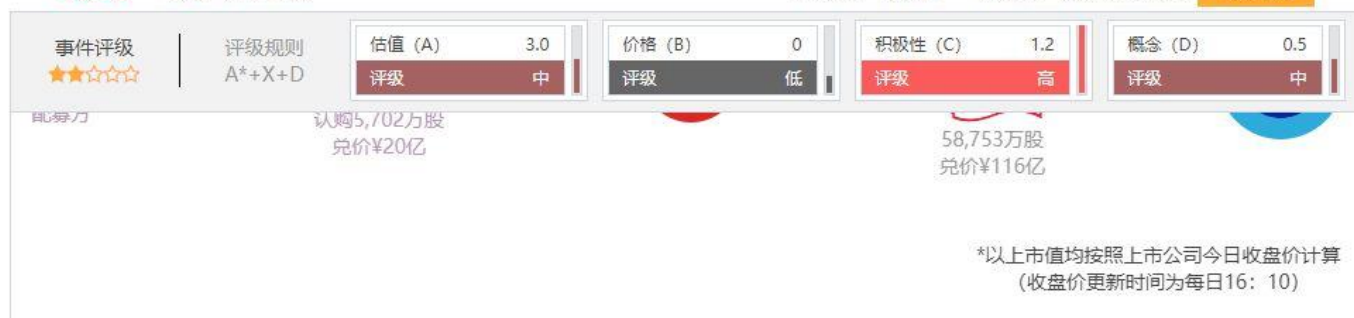 事件评级
评级规则
A*+X+D
估值 (A) 3.0
评级 中
价格 (B) 0
评级 低
积极性 (C) 1.2
评级 高
概念 (D) 0.5
评级 中
配募方
认购5,702万股
兑价¥20亿
58,753万股
兑价¥116亿
*以上市值均按照上市公司今日收盘价计算
(收盘价更新时间为每日16：10)